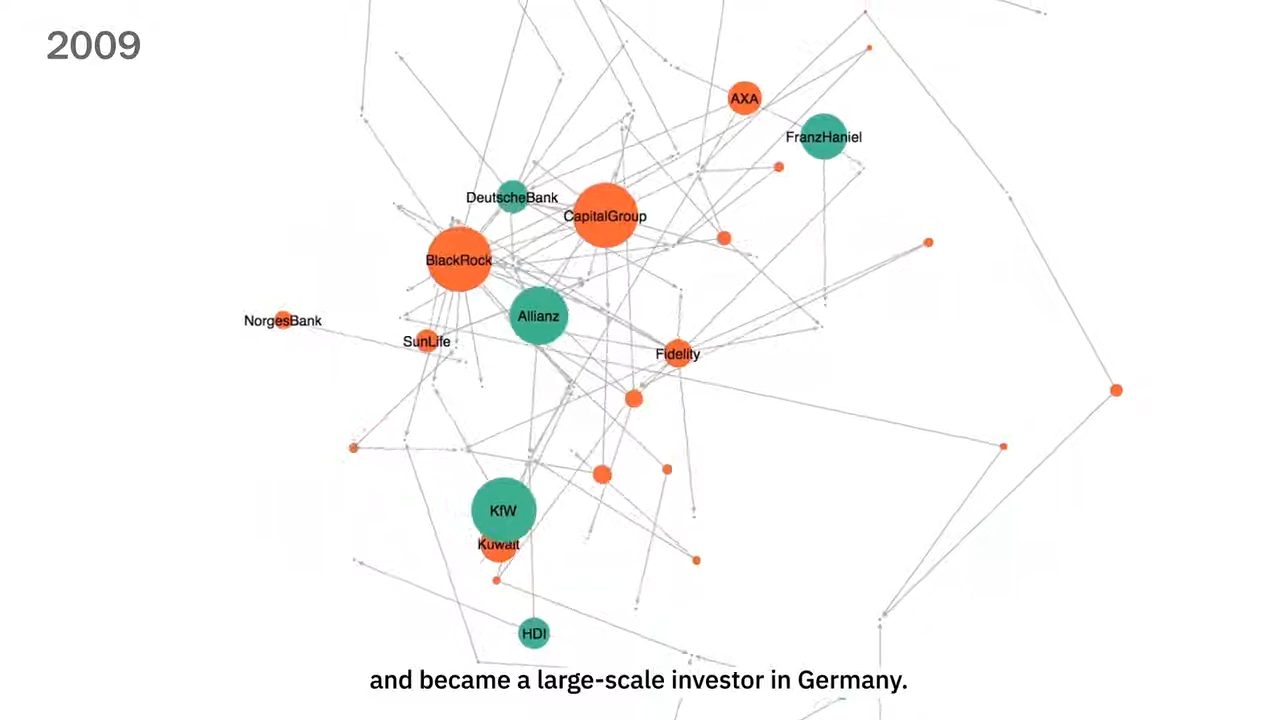 2009
AXA
FranzHaniel
DeutscheBank
CapitalGroup
BlackRock
Allianz
NorgesBank
SunLife
Fidelity
KfW
Kuwait
HDI
and became a large-scale investor in Germany.